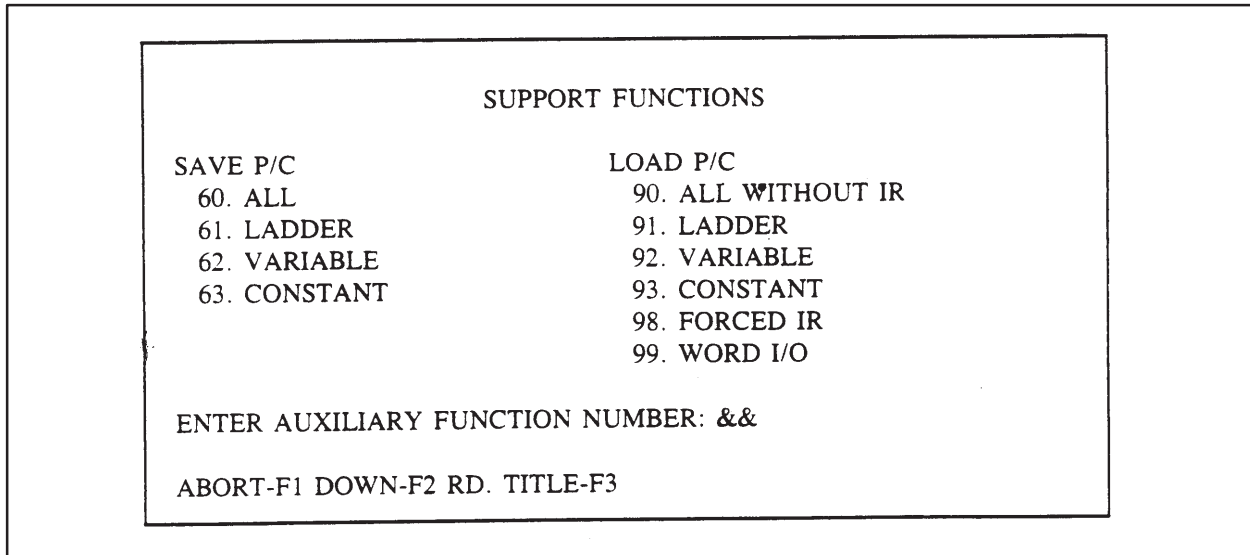 SUPPORT FUNCTIONS
SAVE P/C
60. ALL
61. LADDER
62. VARIABLE
63. CONSTANT
LOAD P/C
90. ALL WITHOUT IR
91. LADDER
92. VARIABLE
93. CONSTANT
98. FORCED IR
99. WORD I/O
ENTER AUXILIARY FUNCTION NUMBER: &&
ABORT-F1 DOWN-F2 RD. TITLE-F3